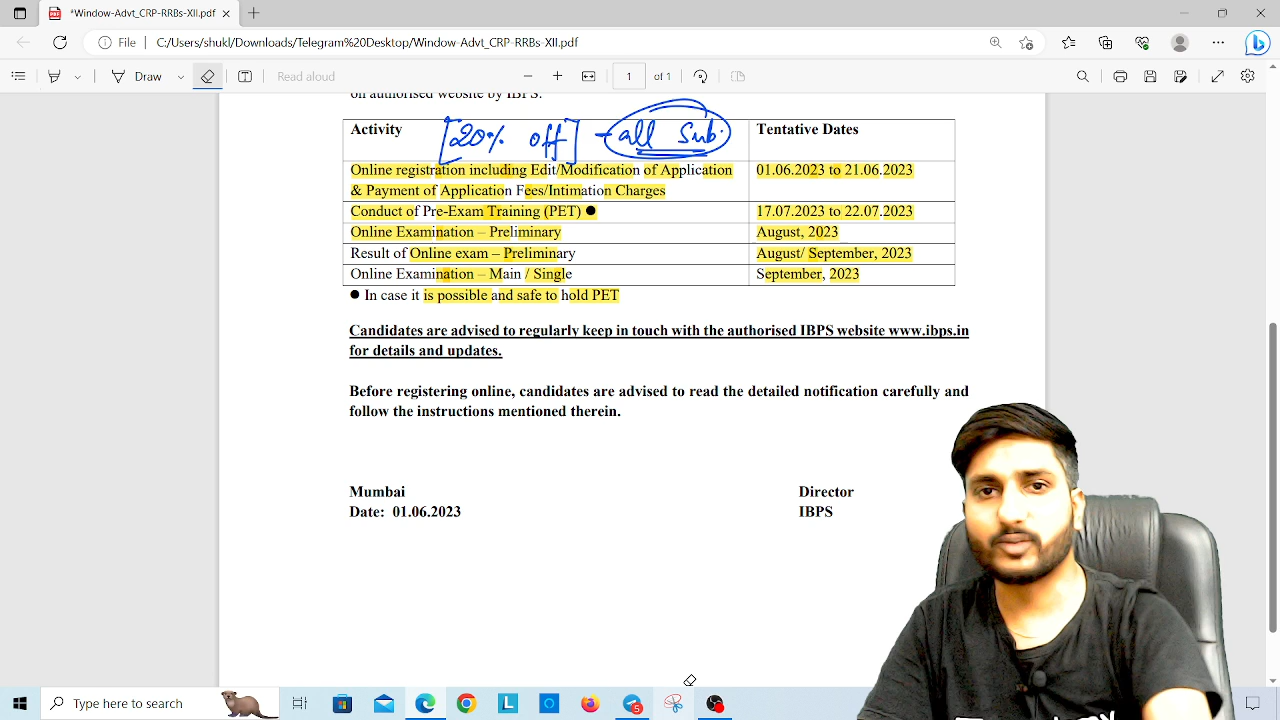 *Window-Advt_CRP-RRBs-XII.pdf
File C:/Users/shukl/Downloads/Telegram%20Desktop/Window-Advt_CRP-RRBs-XII.pdf
Draw Read aloud 1 of 1
on authorised website by IBPS.
Activity [20% off] - all Sub. Tentative Dates
Online registration including Edit/Modification of Application 01.06.2023 to 21.06.2023
& Payment of Application Fees/Intimation Charges
Conduct of Pre-Exam Training (PET) ● 17.07.2023 to 22.07.2023
Online Examination – Preliminary August, 2023
Result of Online exam – Preliminary August/ September, 2023
Online Examination – Main / Single September, 2023
● In case it is possible and safe to hold PET
Candidates are advised to regularly keep in touch with the authorised IBPS website www.ibps.in
for details and updates.
Before registering online, candidates are advised to read the detailed notification carefully and
follow the instructions mentioned therein.
Mumbai Director
Date: 01.06.2023 IBPS
Type here to search L 5